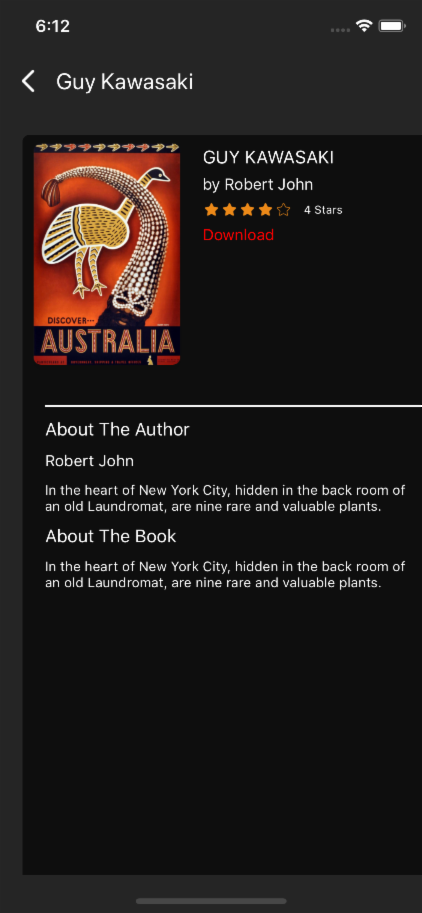 6:12
Guy Kawasaki
GUY KAWASAKI
by Robert John
4 Stars
Download
DISCOVER...
AUSTRALIA
About The Author
Robert John
In the heart of New York City, hidden in the back room of
an old Laundromat, are nine rare and valuable plants.
About The Book
In the heart of New York City, hidden in the back room of
an old Laundromat, are nine rare and valuable plants.